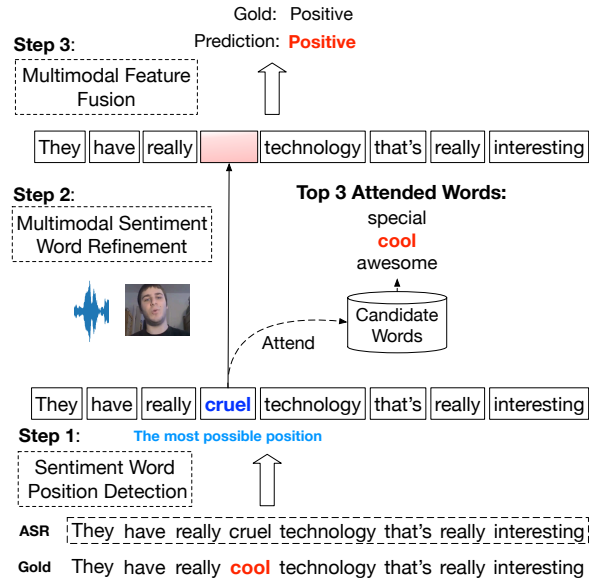 Gold: Positive
Prediction: Positive
Step 3:
Multimodal Feature
Fusion
They have really technology that's really interesting
Step 2:
Multimodal Sentiment
Word Refinement
Top 3 Attended Words:
special
cool
awesome
Candidate
Words
Attend
They have really cruel technology that's really interesting
Step 1:
The most possible position
Sentiment Word
Position Detection
ASR They have really cruel technology that's really interesting
Gold They have really cool technology that's really interesting